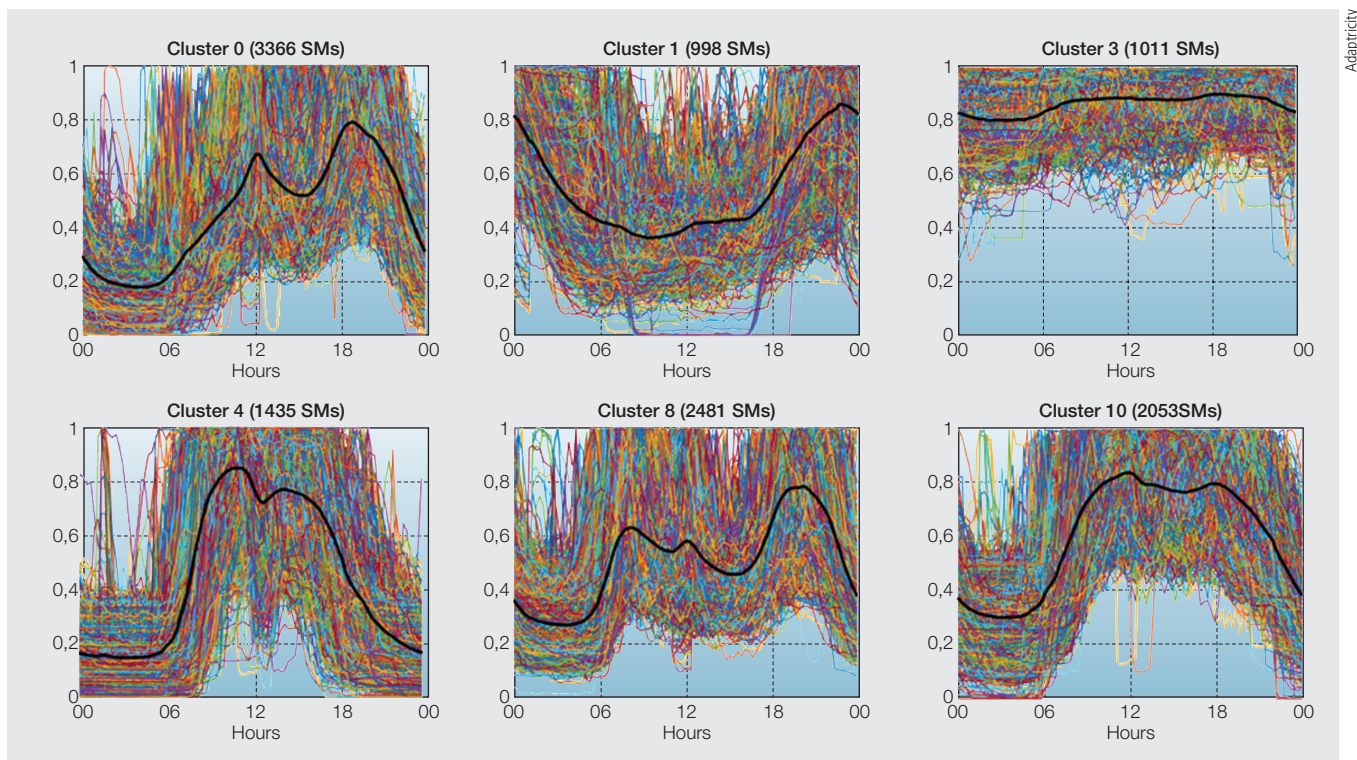 Adaptricity
Cluster 0 (3366 SMs)
1
0,8
0,6
0,4
0,2
0
00 06 12 18 00
Hours
Cluster 1 (998 SMs)
1
0,8
0,6
0,4
0,2
0
00 06 12 18 00
Hours
Cluster 3 (1011 SMs)
1
0,8
0,6
0,4
0,2
0
00 06 12 18 00
Hours
Cluster 4 (1435 SMs)
1
0,8
0,6
0,4
0,2
0
00 06 12 18 00
Hours
Cluster 8 (2481 SMs)
1
0,8
0,6
0,4
0,2
0
00 06 12 18 00
Hours
Cluster 10 (2053SMs)
1
0,8
0,6
0,4
0,2
0
00 06 12 18 00
Hours